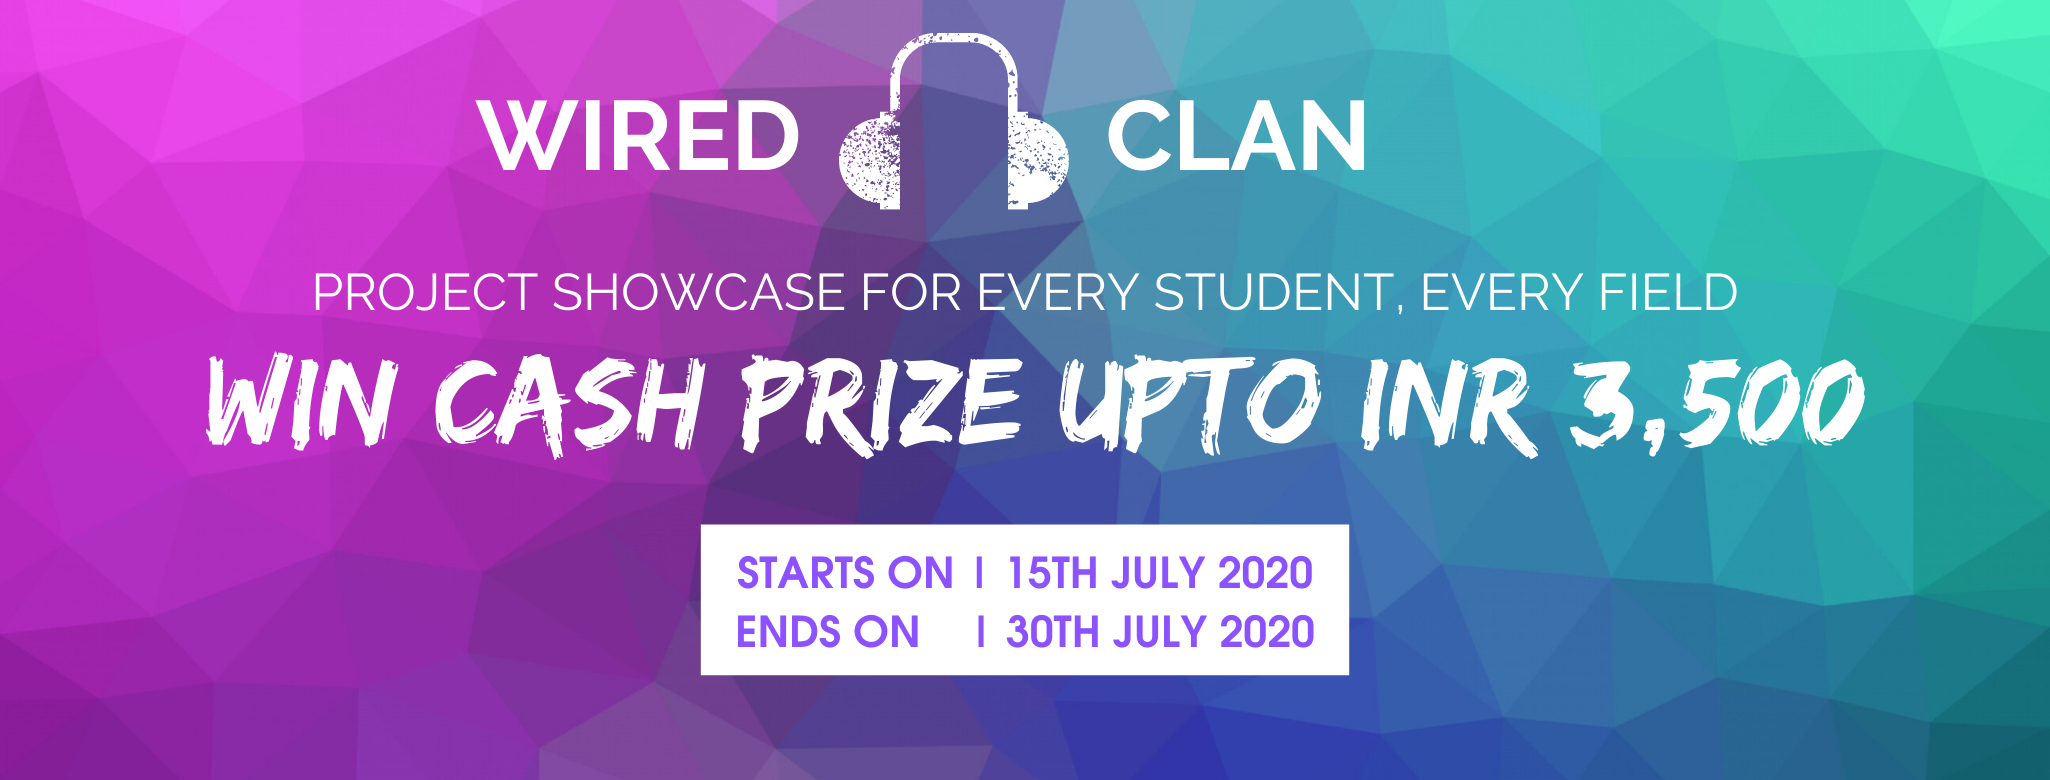 WIRED CLAN
PROJECT SHOWCASE FOR EVERY STUDENT, EVERY FIELD
WIN CASH PRIZE UPTO INR 3,500
STARTS ON | 15TH JULY 2020
ENDS ON | 30TH JULY 2020